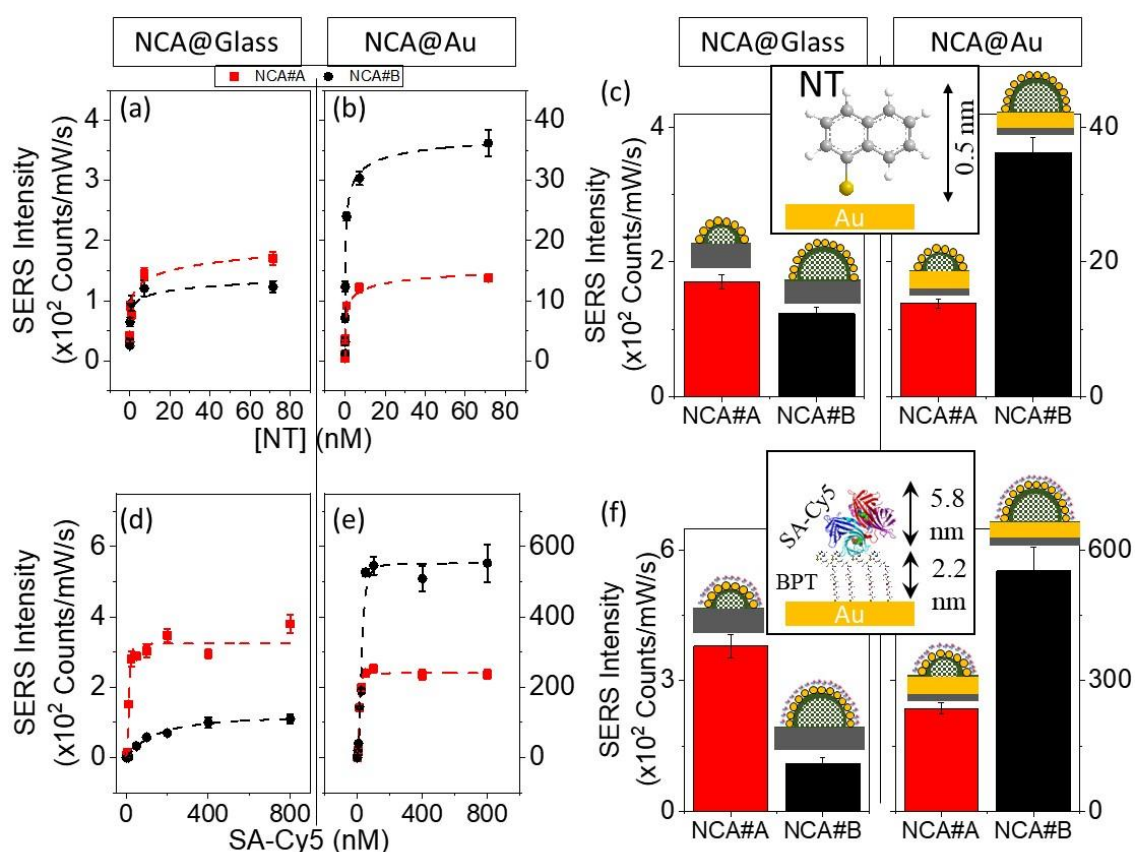 NCA@Glass
NCA@Au
NCA@Glass
NCA@Au
NCA#A
NCA#B
(a)
(b)
(c)
SERS Intensity
(x10² Counts/mW/s)
4
3
2
1
0
40
30
20
10
0
0 20 40 60 80
0 20 40 60 80
[NT] (nM)
SERS Intensity
(x10² Counts/mW/s)
4
2
0
NT
0.5 nm
Au
40
20
0
NCA#A NCA#B
NCA#A NCA#B
(d)
(e)
(f)
SERS Intensity
(x10² Counts/mW/s)
6
4
2
0
600
400
200
0
0 400 800
0 400 800
SA-Cy5 (nM)
SERS Intensity
(x10² Counts/mW/s)
6
3
0
SA-Cy5
5.8
nm
BPT
2.2
nm
Au
600
300
0
NCA#A NCA#B
NCA#A NCA#B